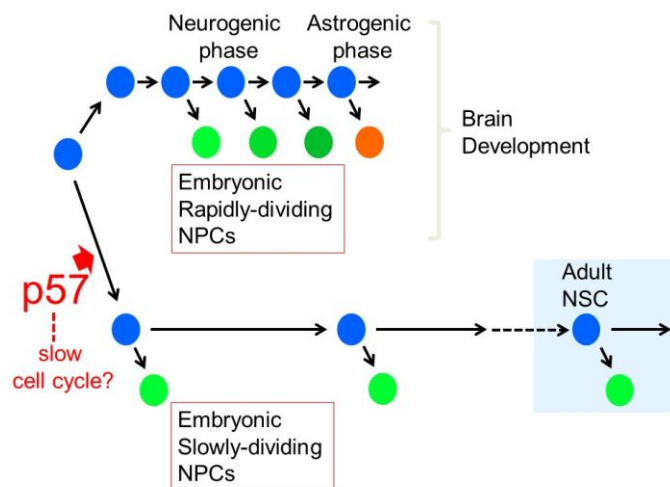 Neurogenic
phase
Astrogenic
phase
Brain
Development
Embryonic
Rapidly-dividing
NPCs
p57
slow
cell cycle?
Adult
NSC
Embryonic
Slowly-dividing
NPCs